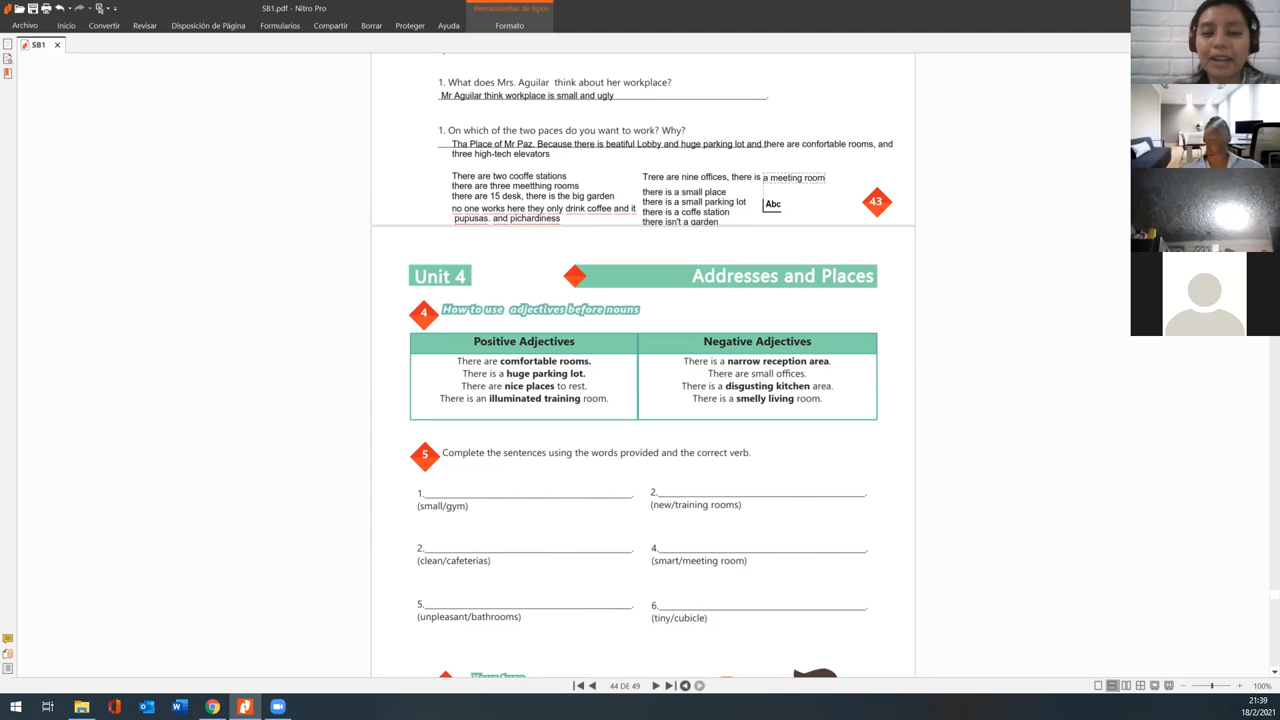 SB1.pdf - Nitro Pro
Herramientas de tipos
Archivo Inicio Convertir Revisar Disposición de Página Formularios Compartir Borrar Proteger Ayuda Formato
SB1
1. What does Mrs. Aguilar think about her workplace?
Mr Aguilar think workplace is small and ugly
1. On which of the two paces do you want to work? Why?
Tha Place of Mr Paz. Because there is beatiful Lobby and huge parking lot and there are confortable rooms, and
three high-tech elevators
There are two cooffe stations
there are three meetthing rooms
there are 15 desk, there is the big garden
no one works here they only drink coffee and it
pupusas. and pichardiness
Trere are nine offices, there is a meeting room
there is a small place
there is a small parking lot
there is a coffe station
there isn't a garden
Abc
43
Unit 4
Addresses and Places
4 How to use adjectives before nouns
Positive Adjectives
There are comfortable rooms.
There is a huge parking lot.
There are nice places to rest.
There is an illuminated training room.
Negative Adjectives
There is a narrow reception area.
There are small offices.
There is a disgusting kitchen area.
There is a smelly living room.
5 Complete the sentences using the words provided and the correct verb.
1.
(small/gym)
2.
(new/training rooms)
2.
(clean/cafeterias)
4.
(smart/meeting room)
5.
(unpleasant/bathrooms)
6.
(tiny/cubicle)
44 DE 49
100%
21:39
18/2/2021